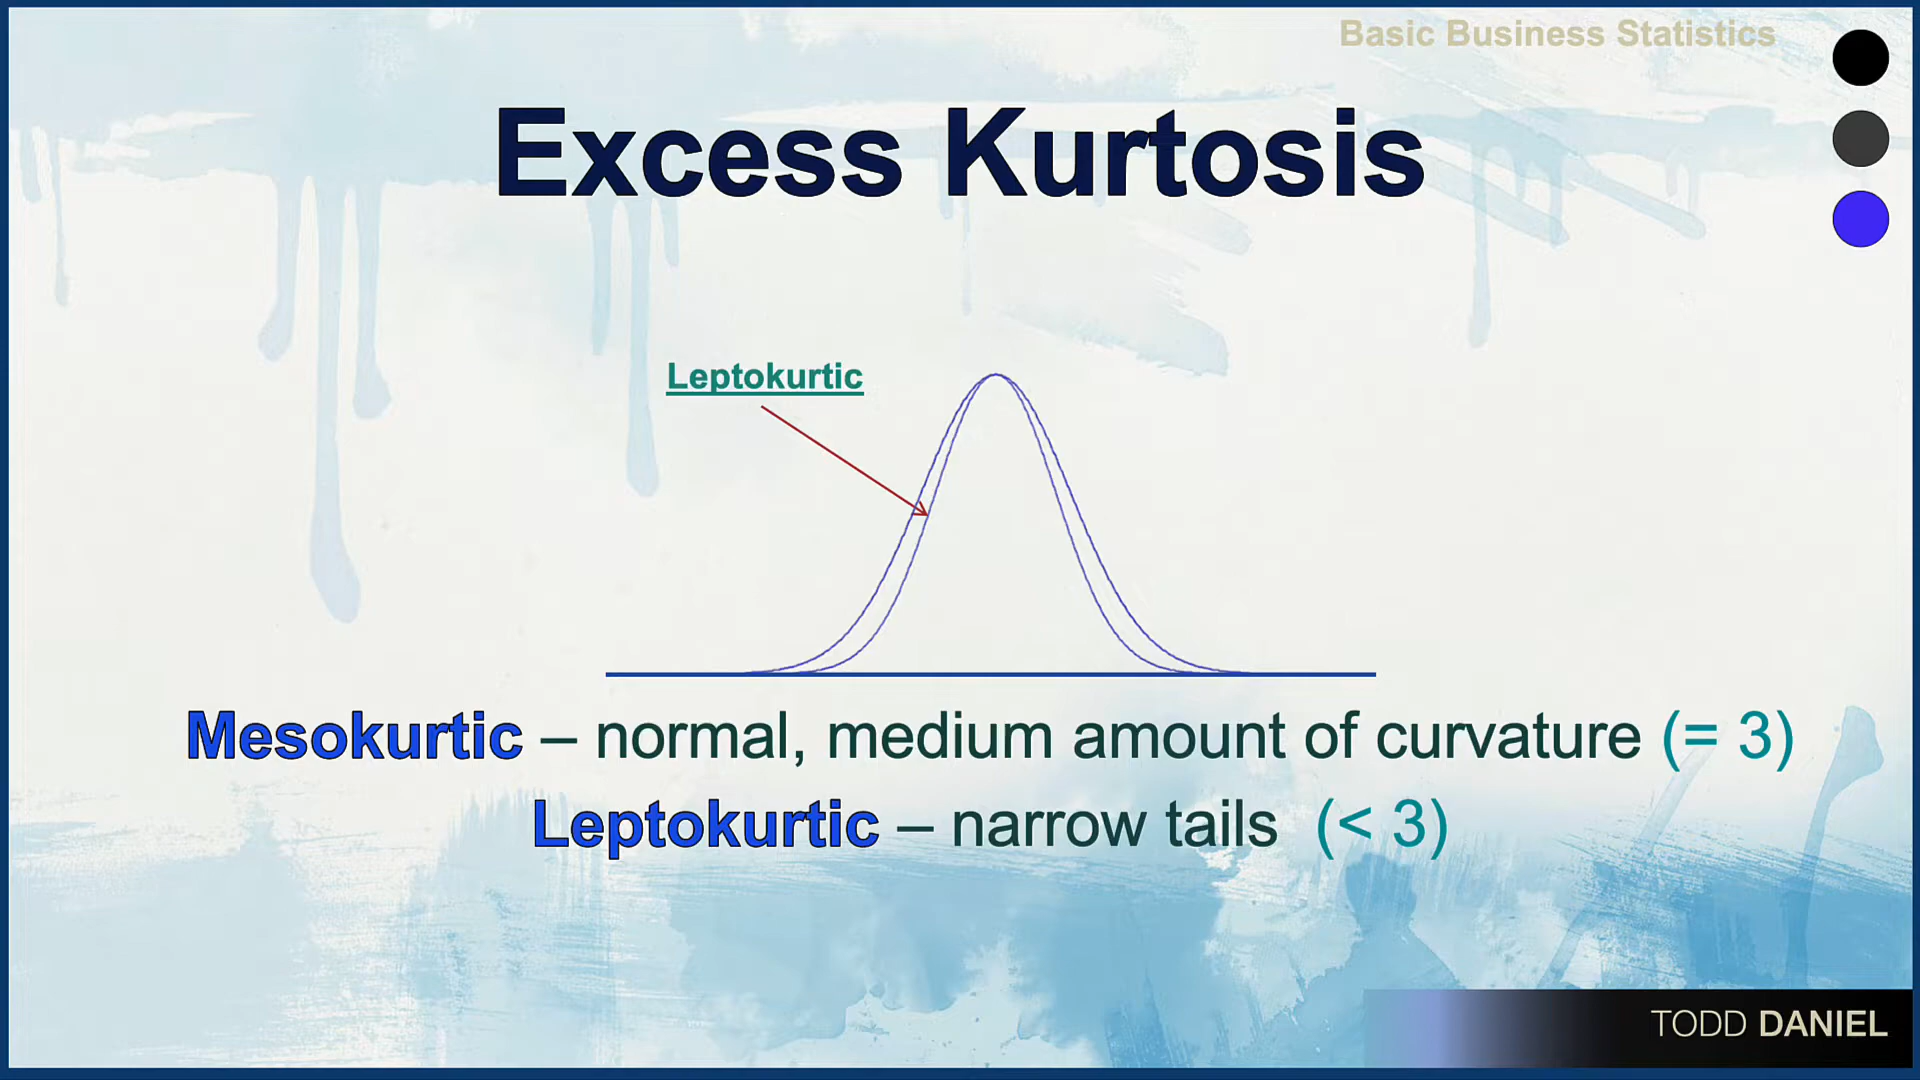 Basic Business Statistics
Excess Kurtosis
Leptokurtic
Mesokurtic – normal, medium amount of curvature (= 3)
Leptokurtic – narrow tails (< 3)
TODD DANIEL